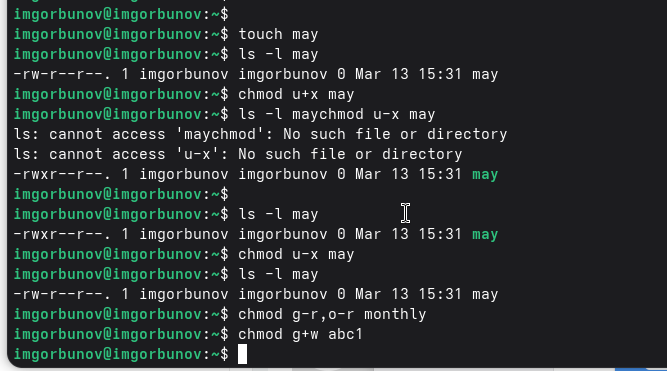 imgorbunov@imgorbunov:~$
imgorbunov@imgorbunov:~$ touch may
imgorbunov@imgorbunov:~$ ls -l may
-rw-r--r--. 1 imgorbunov imgorbunov 0 Mar 13 15:31 may
imgorbunov@imgorbunov:~$ chmod u+x may
imgorbunov@imgorbunov:~$ ls -l maychmod u-x may
ls: cannot access 'maychmod': No such file or directory
ls: cannot access 'u-x': No such file or directory
-rwxr--r--. 1 imgorbunov imgorbunov 0 Mar 13 15:31 may
imgorbunov@imgorbunov:~$
imgorbunov@imgorbunov:~$ ls -l may
-rwxr--r--. 1 imgorbunov imgorbunov 0 Mar 13 15:31 may
imgorbunov@imgorbunov:~$ chmod u-x may
imgorbunov@imgorbunov:~$ ls -l may
-rw-r--r--. 1 imgorbunov imgorbunov 0 Mar 13 15:31 may
imgorbunov@imgorbunov:~$ chmod g-r,o-r monthly
imgorbunov@imgorbunov:~$ chmod g+w abc1
imgorbunov@imgorbunov:~$